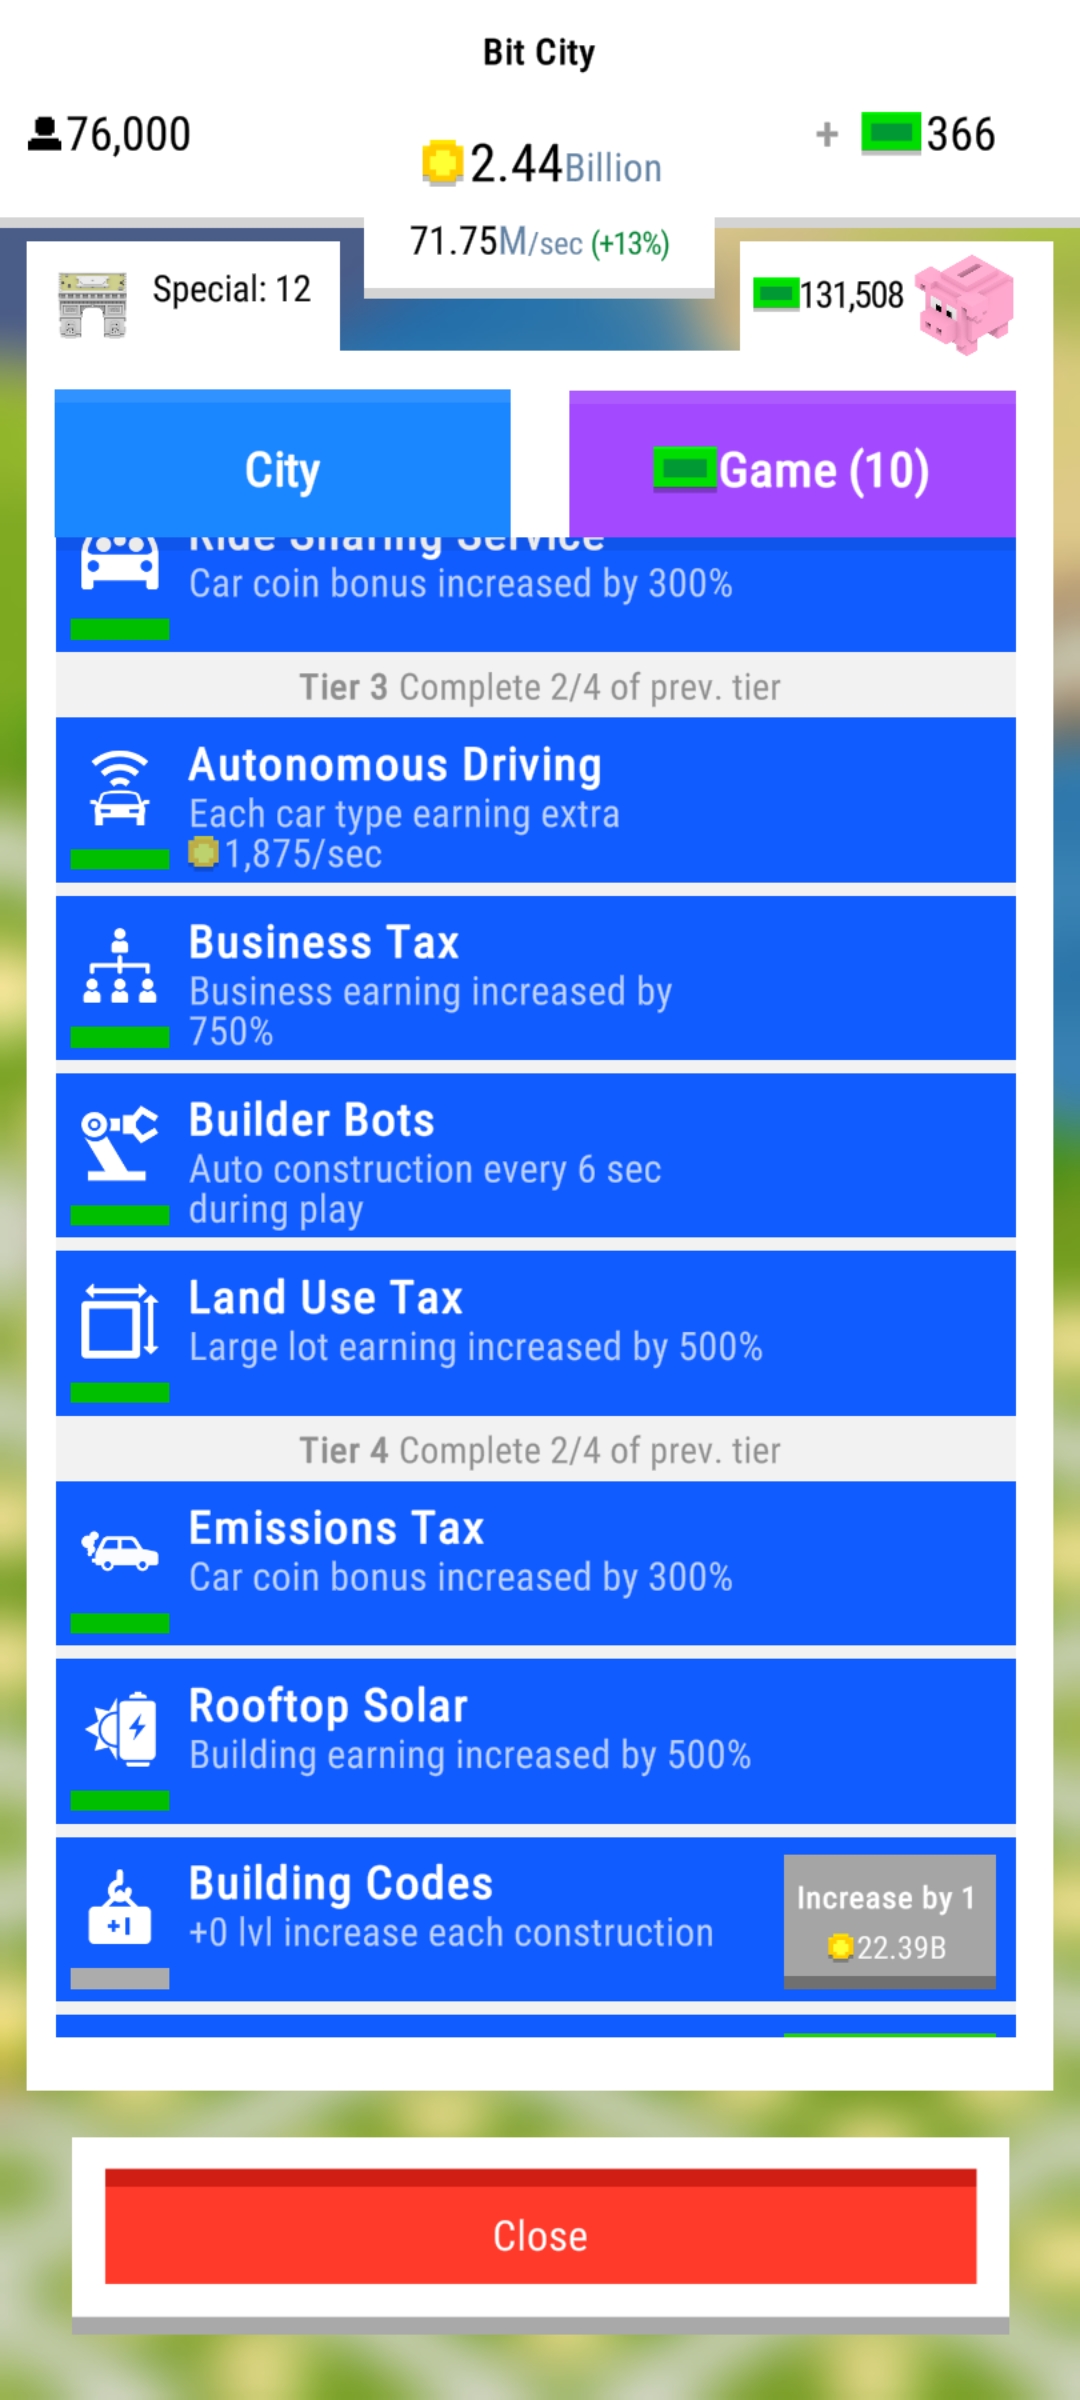 Bit City
76,000
2.44Billion
+ 366
71.75M/sec (+13%)
Special: 12
131,508
City
Game (10)
Ride Sharing Service
Car coin bonus increased by 300%
Tier 3 Complete 2/4 of prev. tier
Autonomous Driving
Each car type earning extra
1,875/sec
Business Tax
Business earning increased by
750%
Builder Bots
Auto construction every 6 sec
during play
Land Use Tax
Large lot earning increased by 500%
Tier 4 Complete 2/4 of prev. tier
Emissions Tax
Car coin bonus increased by 300%
Rooftop Solar
Building earning increased by 500%
Building Codes
+0 lvl increase each construction
+1
Increase by 1
22.39B
Close